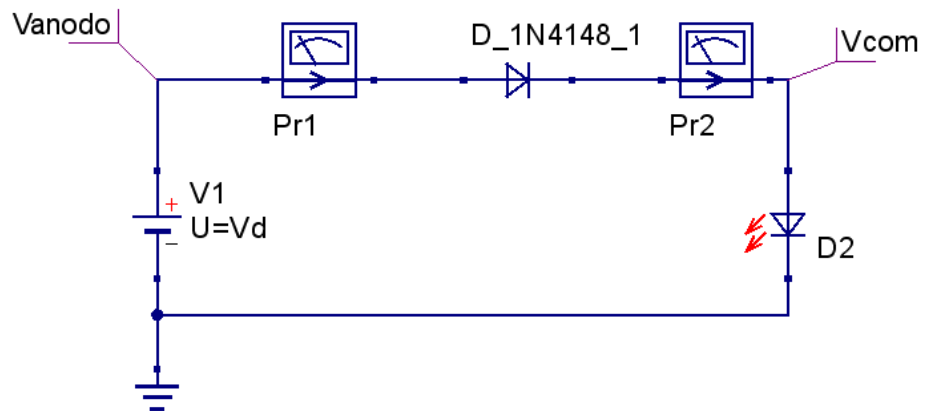 Vanodo
D_1N4148_1
Vcom
Pr1
Pr2
V1
U=Vd
D2